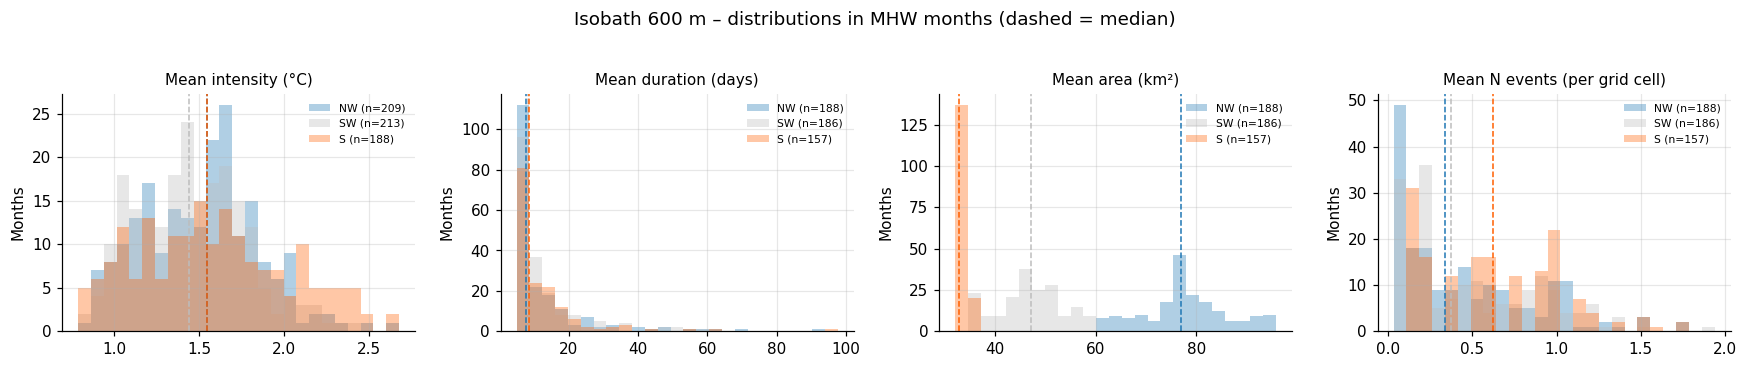 Isobath 600 m – distributions in MHW months (dashed = median)
Mean intensity (°C)
Months
25
20
15
10
5
0
1.0 1.5 2.0 2.5
NW (n=209)
SW (n=213)
S (n=188)
Mean duration (days)
Months
100
80
60
40
20
0
20 40 60 80 100
NW (n=188)
SW (n=186)
S (n=157)
Mean area (km²)
Months
125
100
75
50
25
0
40 60 80
NW (n=188)
SW (n=186)
S (n=157)
Mean N events (per grid cell)
Months
50
40
30
20
10
0
0.0 0.5 1.0 1.5 2.0
NW (n=188)
SW (n=186)
S (n=157)